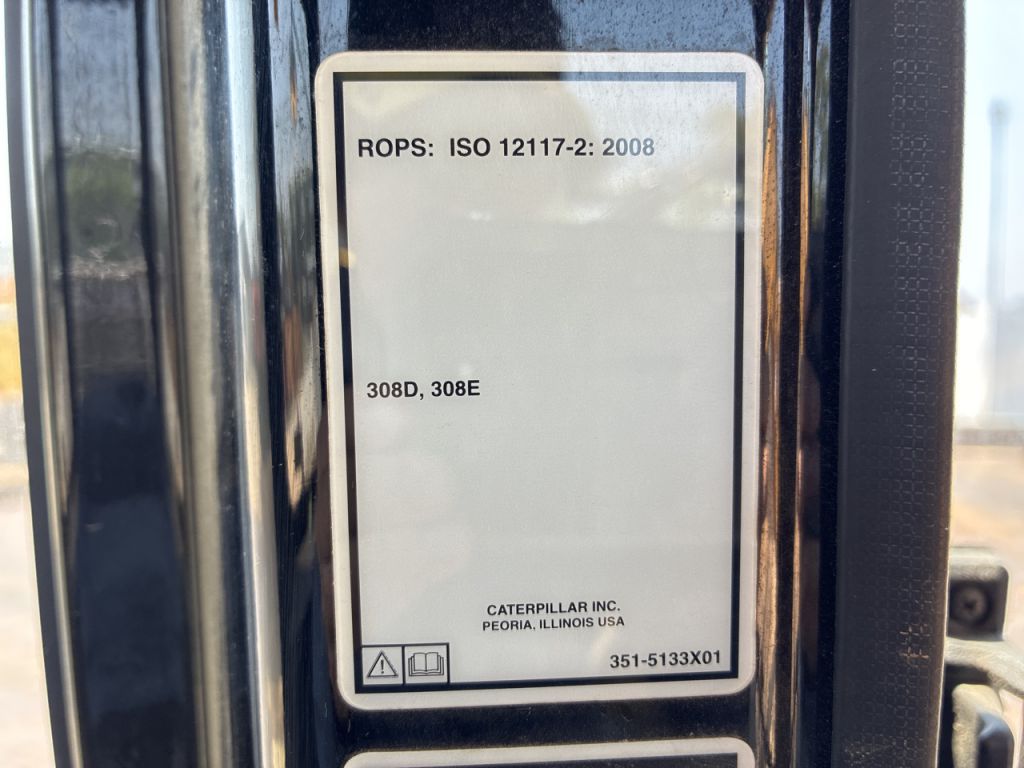 ROPS: ISO 12117-2: 2008
308D, 308E
CATERPILLAR INC.
PEORIA, ILLINOIS USA
351-5133X01